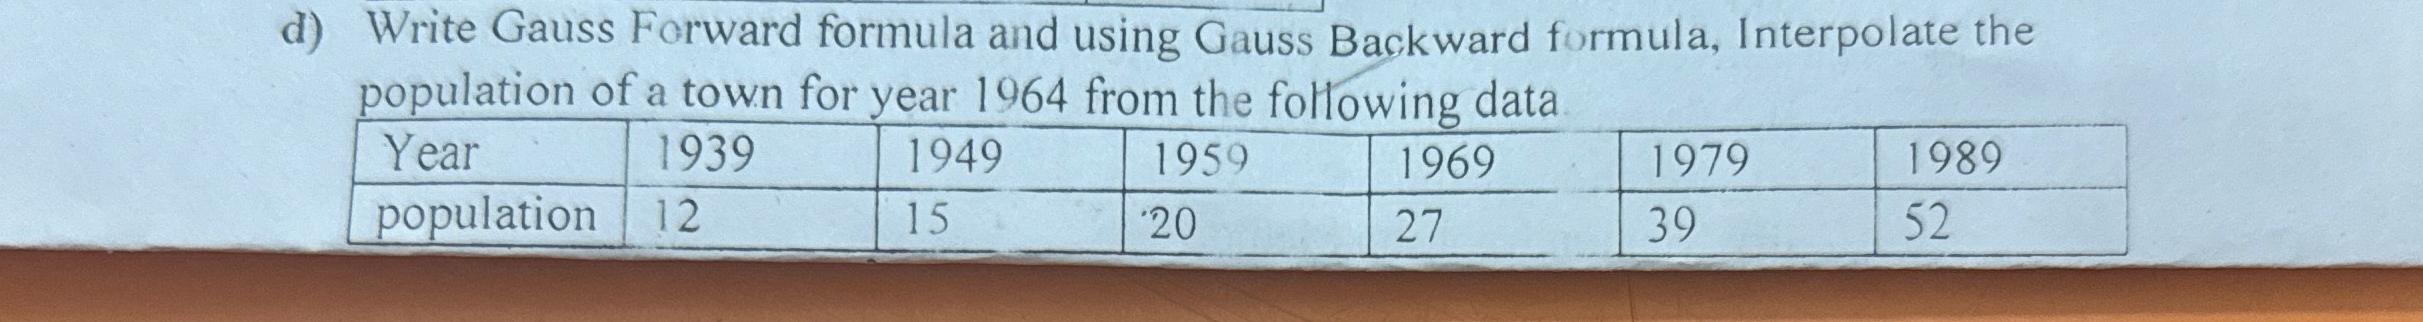 d) Write Gauss Forward formula and using Gauss Backward formula, Interpolate the
population of a town for year 1964 from the following data
Year 1939 1949 1959 1969 1979 1989
population 12 15 20 27 39 52